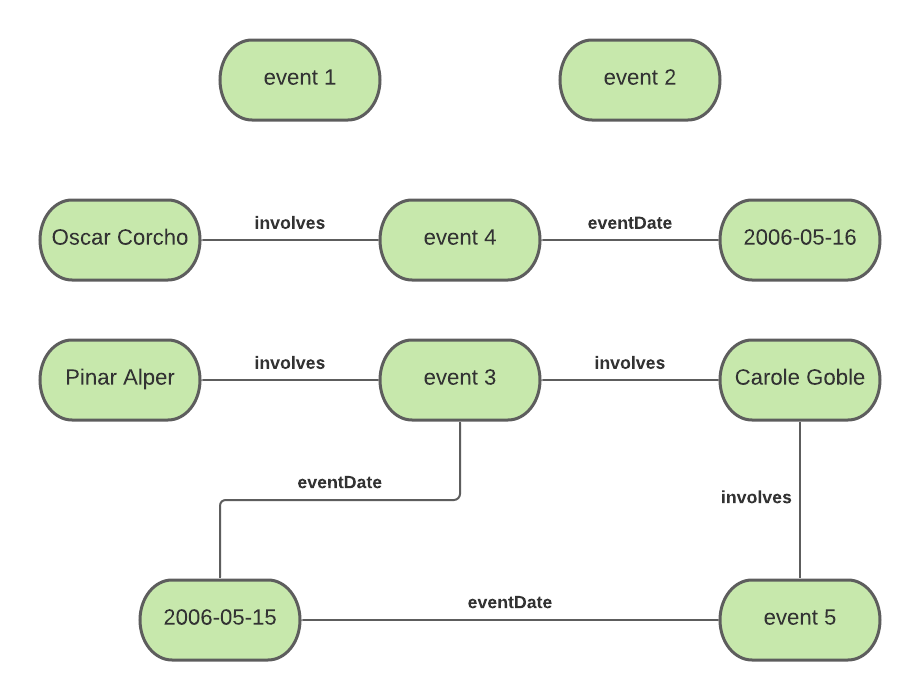 event 1
event 2
Oscar Corcho
involves
event 4
eventDate
2006-05-16
Pinar Alper
involves
event 3
involves
Carole Goble
eventDate
involves
2006-05-15
eventDate
event 5